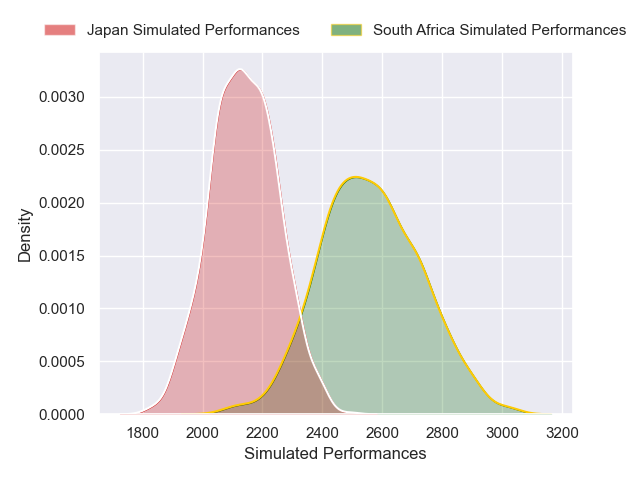 Japan Simulated Performances South Africa Simulated Performances
0.0030
0.0025
0.0020
0.0015
0.0010
0.0005
0.0000
Density
1800 2000 2200 2400 2600 2800 3000 3200
Simulated Performances